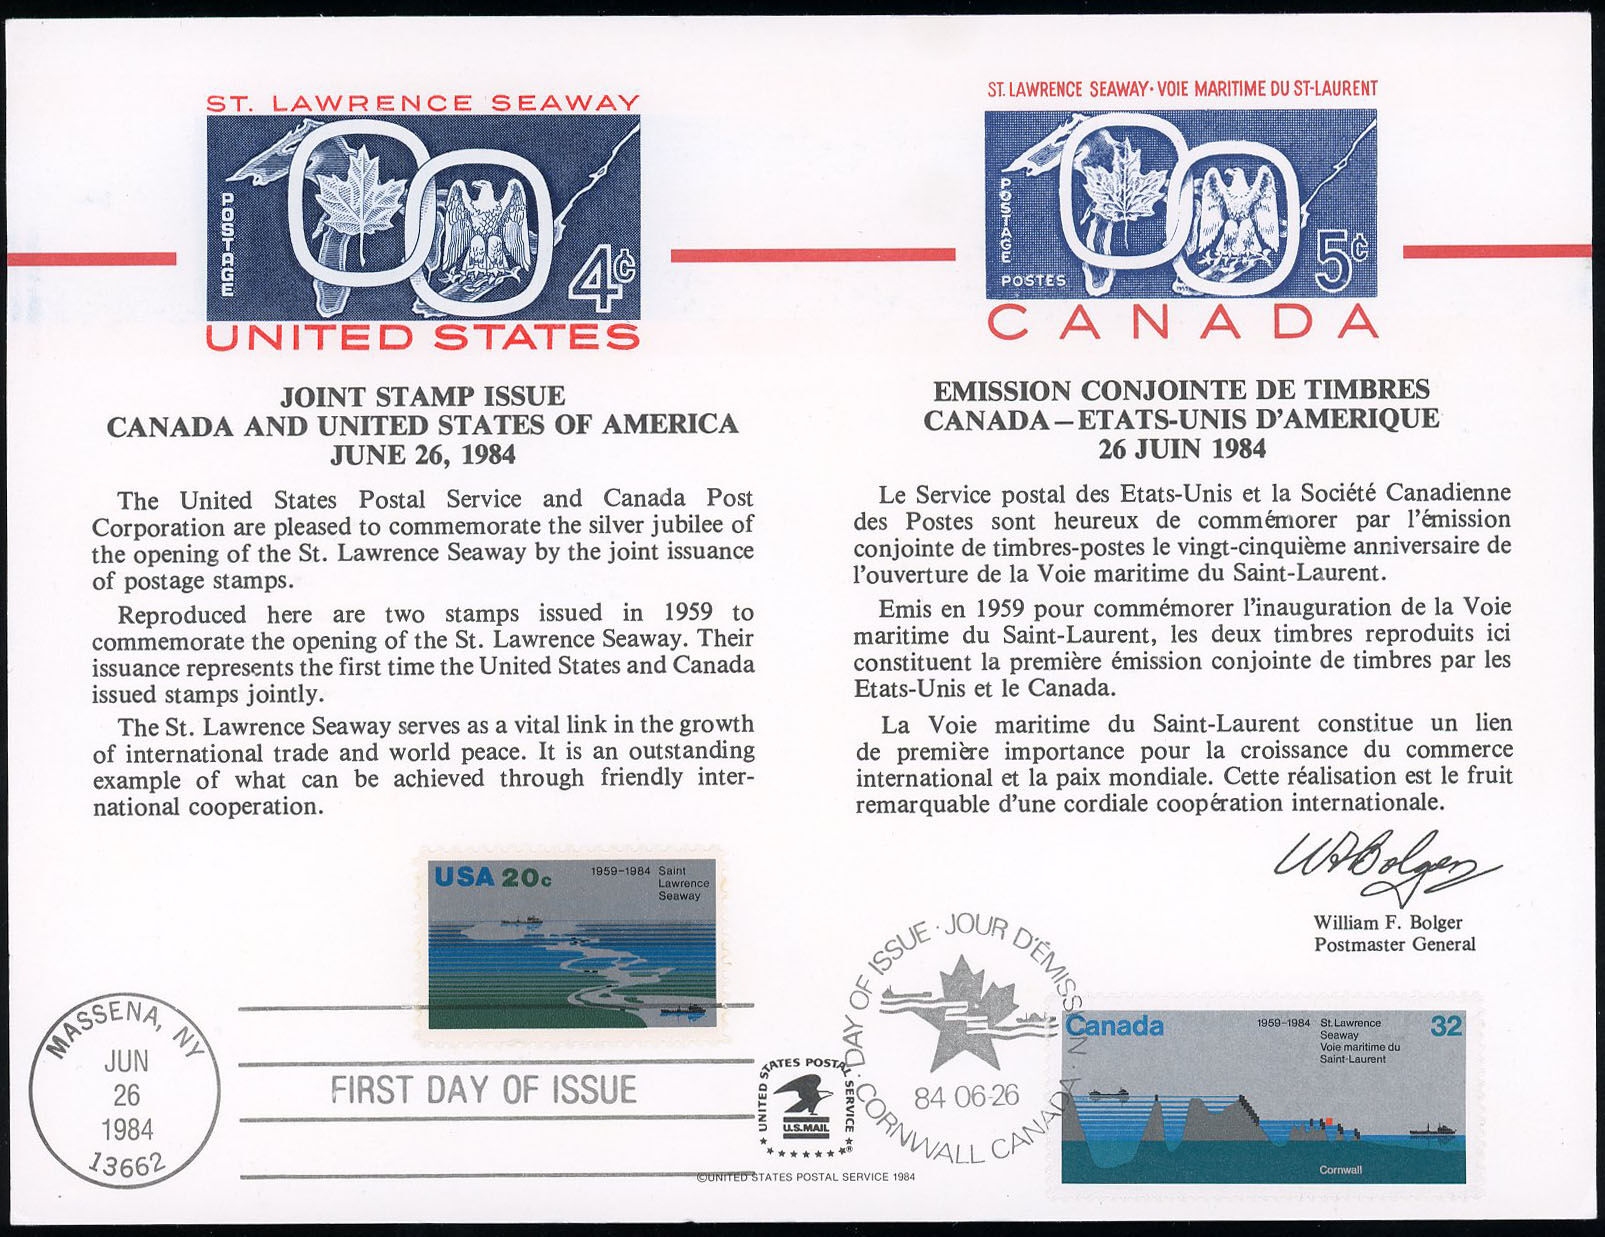 ST. LAWRENCE SEAWAY
POSTAGE
4¢
UNITED STATES
JOINT STAMP ISSUE
CANADA AND UNITED STATES OF AMERICA
JUNE 26, 1984
The United States Postal Service and Canada Post
Corporation are pleased to commemorate the silver jubilee of
the opening of the St. Lawrence Seaway by the joint issuance
of postage stamps.
Reproduced here are two stamps issued in 1959 to
commemorate the opening of the St. Lawrence Seaway. Their
issuance represents the first time the United States and Canada
issued stamps jointly.
The St. Lawrence Seaway serves as a vital link in the growth
of international trade and world peace. It is an outstanding
example of what can be achieved through friendly inter-
national cooperation.
ST. LAWRENCE SEAWAY · VOIE MARITIME DU ST-LAURENT
POSTAGE
POSTES
5¢
CANADA
EMISSION CONJOINTE DE TIMBRES
CANADA—ETATS-UNIS D'AMERIQUE
26 JUIN 1984
Le Service postal des Etats-Unis et la Société Canadienne
des Postes sont heureux de commémorer par l'émission
conjointe de timbres-postes le vingt-cinquième anniversaire de
l'ouverture de la Voie maritime du Saint-Laurent.
Emis en 1959 pour commémorer l'inauguration de la Voie
maritime du Saint-Laurent, les deux timbres reproduits ici
constituent la première émission conjointe de timbres par les
Etats-Unis et le Canada.
La Voie maritime du Saint-Laurent constitue un lien
de première importance pour la croissance du commerce
international et la paix mondiale. Cette réalisation est le fruit
remarquable d'une cordiale coopération internationale.
W F Bolger
William F. Bolger
Postmaster General
USA 20c
1959-1984 Saint
Lawrence
Seaway
MASSENA, NY
JUN
26
1984
13662
FIRST DAY OF ISSUE
UNITED STATES POSTAL SERVICE
U.S.MAIL
®
DAY OF ISSUE · JOUR D'ÉMISSION
84 06·26
CORNWALL CANADA
Canada
1959-1984 St. Lawrence
Seaway
Voie maritime du
Saint-Laurent
32
Cornwall
©UNITED STATES POSTAL SERVICE 1984